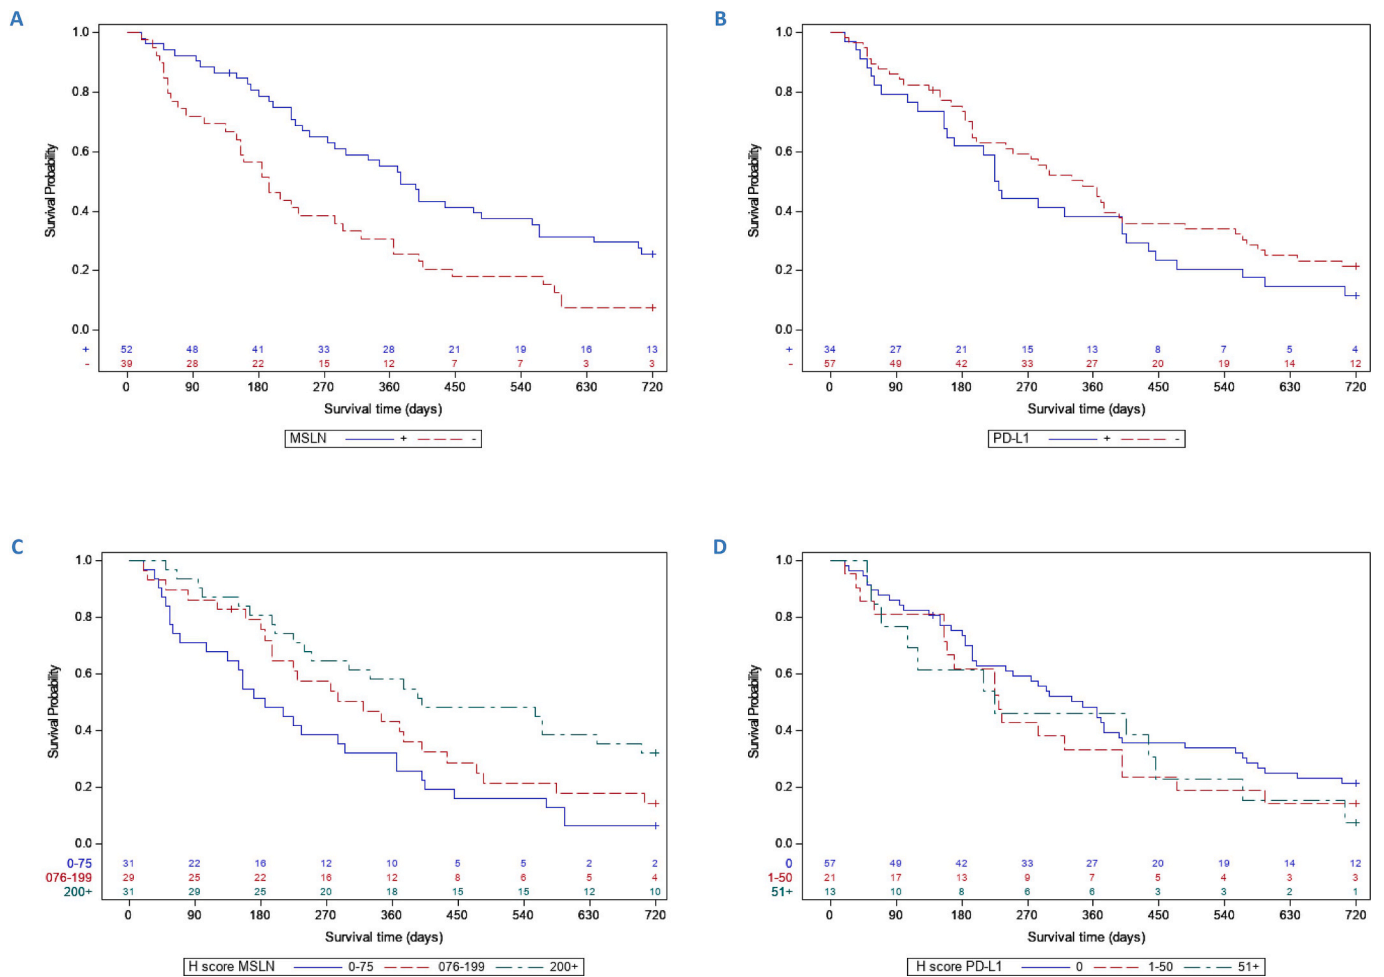 A
Survival Probability
1.0
0.8
0.6
0.4
0.2
0.0
+ 52 48 41 33 28 21 19 16 13
- 39 28 22 15 12 7 7 3 3
0 90 180 270 360 450 540 630 720
Survival time (days)
MSLN + -
B
Survival Probability
1.0
0.8
0.6
0.4
0.2
0.0
+ 34 27 21 15 13 8 7 5 4
- 57 49 42 33 27 20 19 14 12
0 90 180 270 360 450 540 630 720
Survival time (days)
PD-L1 + -
C
Survival Probability
1.0
0.8
0.6
0.4
0.2
0.0
0-75 31 22 16 12 10 5 5 2 2
076-199 29 25 22 16 12 8 6 5 4
200+ 31 29 25 20 18 15 15 12 10
0 90 180 270 360 450 540 630 720
Survival time (days)
H score MSLN 0-75 076-199 200+
D
Survival Probability
1.0
0.8
0.6
0.4
0.2
0.0
0 57 49 42 33 27 20 19 14 12
1-50 21 17 13 9 7 5 4 3 3
51+ 13 10 8 6 6 3 3 2 1
0 90 180 270 360 450 540 630 720
Survival time (days)
H score PD-L1 0 1-50 51+